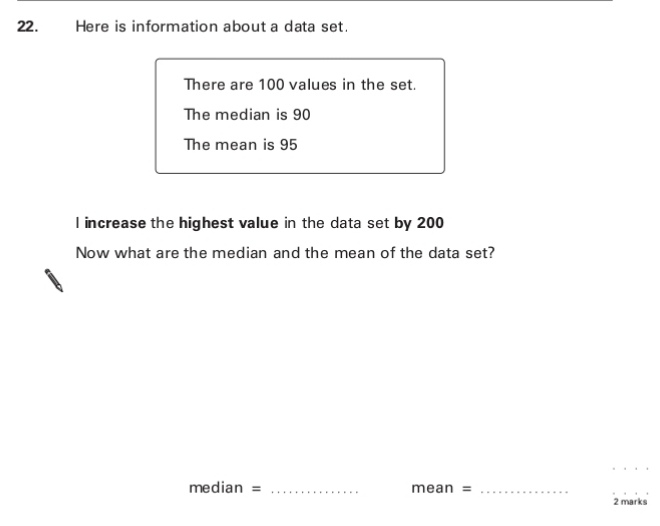 22. Here is information about a data set.
There are 100 values in the set.
The median is 90
The mean is 95
I increase the highest value in the data set by 200
Now what are the median and the mean of the data set?
median = ............... mean = ...............
2 marks